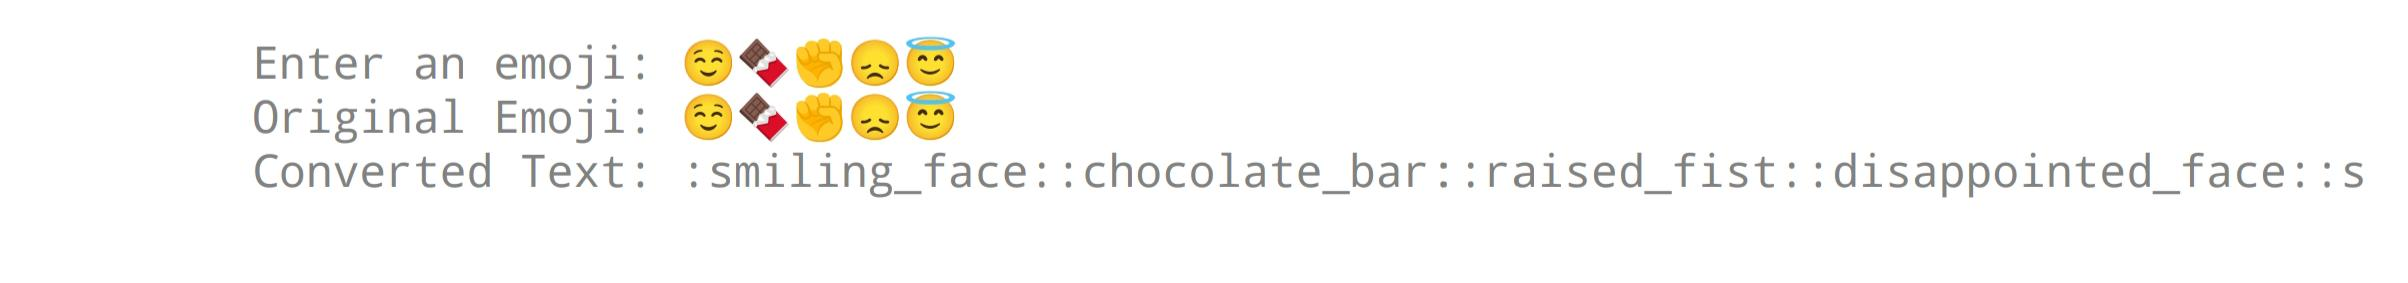 Enter an emoji: ☺️🍫✊😞😇
Original Emoji: ☺️🍫✊😞😇
Converted Text: :smiling_face::chocolate_bar::raised_fist::disappointed_face::s